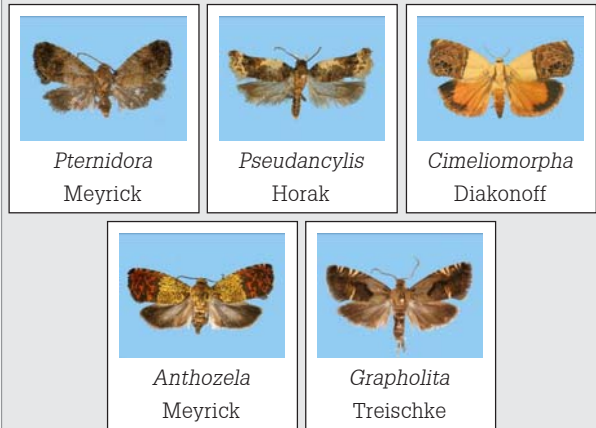 Pternidora
Meyrick
Pseudancylis
Horak
Cimeliomorpha
Diakonoff
Anthozela
Meyrick
Grapholita
Treischke